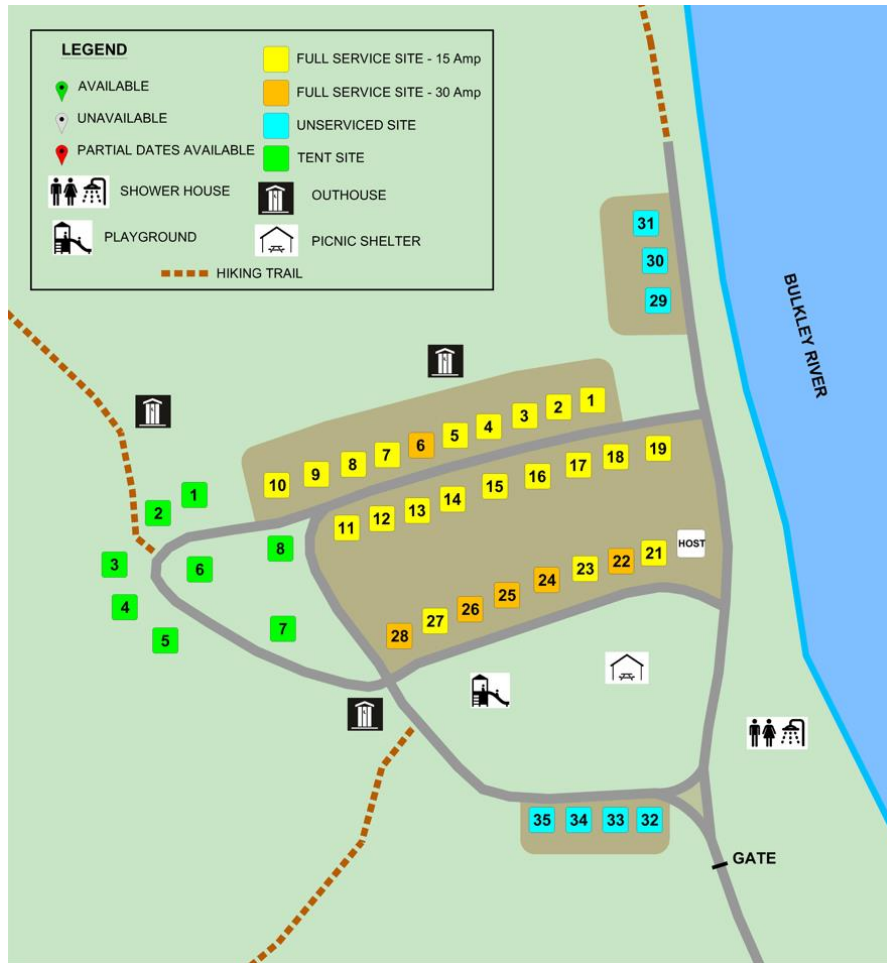 LEGEND
AVAILABLE
UNAVAILABLE
PARTIAL DATES AVAILABLE
SHOWER HOUSE
PLAYGROUND
FULL SERVICE SITE - 15 Amp
FULL SERVICE SITE - 30 Amp
UNSERVICED SITE
TENT SITE
OUTHOUSE
PICNIC SHELTER
HIKING TRAIL
BULKLEY RIVER
31
30
29
10
9
8
7
6
5
4
3
2
1
11
12
13
14
15
16
17
18
19
28
27
26
25
24
23
22
21
HOST
1
2
3
4
5
6
7
8
35
34
33
32
GATE